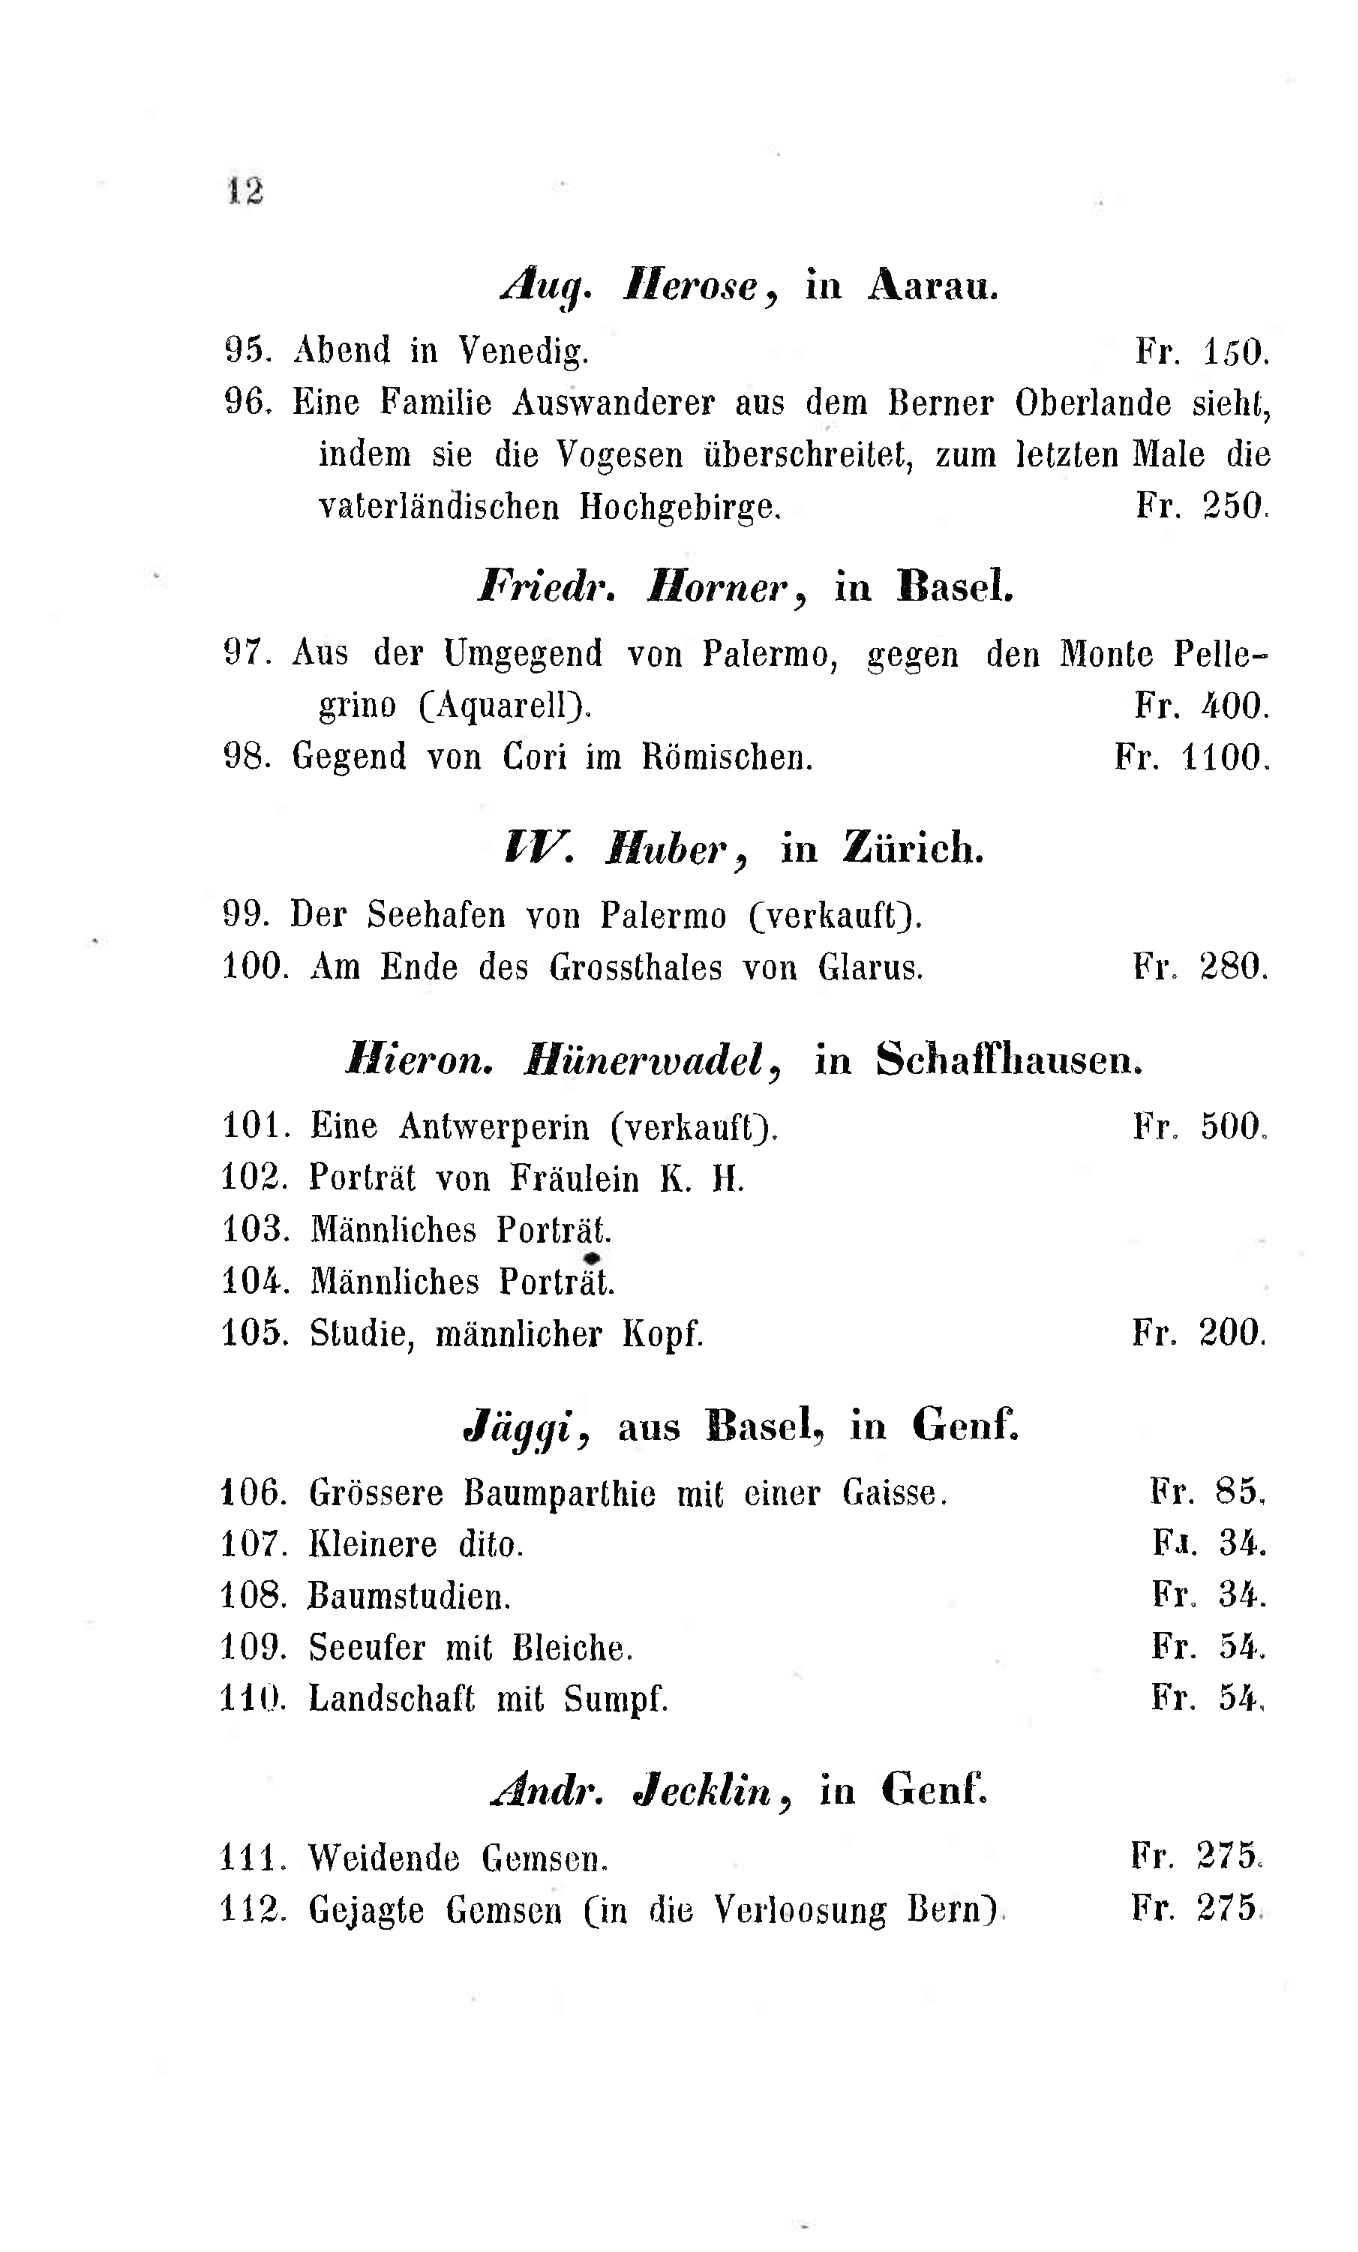 12
Aug. Herose, in Aarau.
95. Abend in Venedig. Fr. 150.
96. Eine Familie Auswanderer aus dem Berner Oberlande sieht,
indem sie die Vogesen überschreitet, zum letzten Male die
vaterländischen Hochgebirge. Fr. 250.
Friedr. Horner, in Basel.
97. Aus der Umgegend von Palermo, gegen den Monte Pelle-
grino (Aquarell). Fr. 400.
98. Gegend von Cori im Römischen. Fr. 1100.
W. Huber, in Zürich.
99. Der Seehafen von Palermo (verkauft).
100. Am Ende des Grossthales von Glarus. Fr. 280.
Hieron. Hünerwadel, in Schaffhausen.
101. Eine Antwerperin (verkauft). Fr. 500.
102. Porträt von Fräulein K. H.
103. Männliches Porträt.
104. Männliches Porträt.
105. Studie, männlicher Kopf. Fr. 200.
Jäggi, aus Basel, in Genf.
106. Grössere Baumparthie mit einer Gaisse. Fr. 85.
107. Kleinere dito. Fr. 34.
108. Baumstudien. Fr. 34.
109. Seeufer mit Bleiche. Fr. 54.
110. Landschaft mit Sumpf. Fr. 54.
Andr. Jecklin, in Genf.
111. Weidende Gemsen. Fr. 275.
112. Gejagte Gemsen (in die Verloosung Bern). Fr. 275.